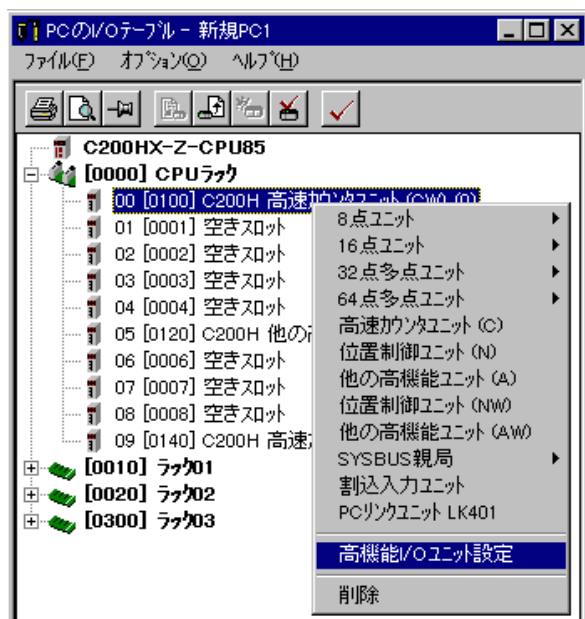 PCのI/Oテーブル - 新規PC1
ファイル(F) オプション(O) ヘルプ(H)
C200HX-Z-CPU85
[0000] CPUラック
00 [0100] C200H 高速カウンタユニット (CW) (0)
01 [0001] 空きスロット
02 [0002] 空きスロット
03 [0003] 空きスロット
04 [0004] 空きスロット
05 [0120] C200H 他の
06 [0006] 空きスロット
07 [0007] 空きスロット
08 [0008] 空きスロット
09 [0140] C200H 高速
[0010] ラック01
[0020] ラック02
[0300] ラック03
8点ユニット
16点ユニット
32点多点ユニット
64点多点ユニット
高速カウンタユニット (C)
位置制御ユニット (N)
他の高機能ユニット (A)
位置制御ユニット (NW)
他の高機能ユニット (AW)
SYSBUS親局
割込入力ユニット
PCリンクユニット LK401
高機能I/Oユニット設定
削除